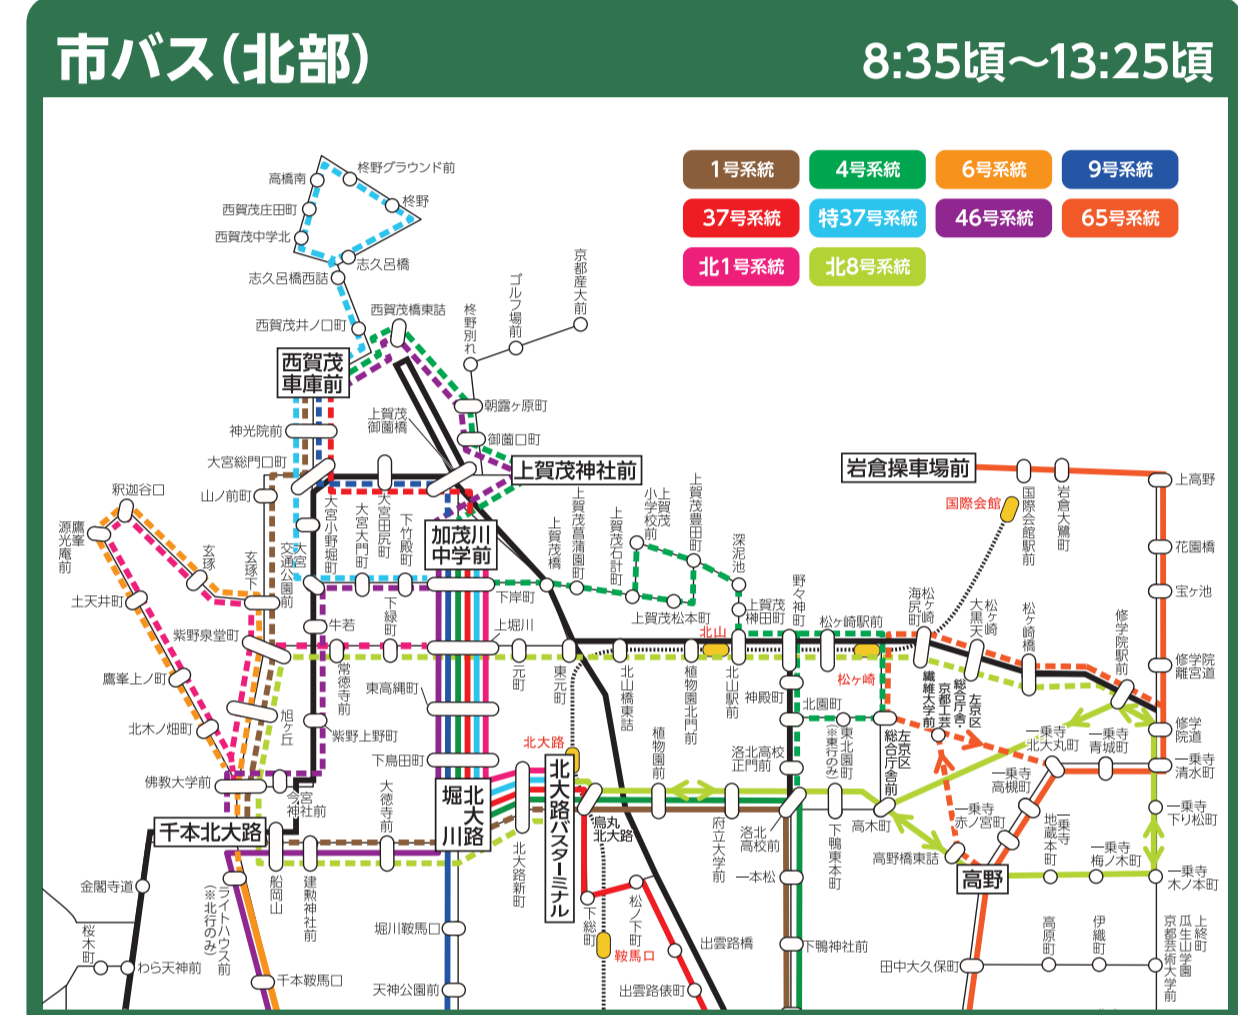 市バス(北部)
8:35頃～13:25頃
1号系統
4号系統
6号系統
9号系統
37号系統
特37号系統
46号系統
65号系統
北1号系統
北8号系統
高橋南
柊野グラウンド前
西賀茂庄田町
柊野
西賀茂中学北
志久呂橋
志久呂橋西詰
西賀茂井ノ口町
西賀茂橋東詰
柊野別れ
ゴルフ場前
京都産大前
西賀茂
車庫前
上賀茂
御薗橋
朝露ヶ原町
神光院前
御薗口町
大宮総門口町
上賀茂神社前
山ノ前町
釈迦谷口
鷹峯
源光庵前
玄琢
玄琢下
大宮
交通公園前
大宮小野堀町
大宮大門町
大宮田尻町
下竹殿町
加茂川
中学前
上賀茂橋
上賀茂菖蒲園町
上賀茂石計町
上賀茂
小学校前
上賀茂豊田町
深泥池
上賀茂
榊田町
上賀茂松本町
野々神町
松ヶ崎駅前
松ヶ崎
海尻町
松ヶ崎
大黒天
松ヶ崎橋
修学院駅前
岩倉操車場前
国際会館
国際会館駅前
岩倉大鷺町
上高野
花園橋
宝ヶ池
修学院
離宮道
修学
院道
土天井町
下岸町
下緑町
牛若
紫野泉堂町
上堀川
北山
常徳寺前
元町
東元町
北山橋東詰
植物園北門前
北山駅前
神殿町
松ヶ崎
北園町
東北園町
(※東行のみ)
左京区
総合庁舎前
京都工芸
繊維大学前
左京区
総合庁舎・
鷹峯上ノ町
北木ノ畑町
旭ヶ丘
東高縄町
紫野上野町
下鳥田町
佛教大学前
今宮
神社前
大徳寺前
北大路
北大路
堀川
北大路バスターミナル
植物園前
洛北高校
正門前
烏丸
北大路
府立大学前
洛北
高校前
下鴨東本町
高木町
高野橋東詰
一乗寺
北大丸町
一乗寺
青城町
一乗寺
清水町
一乗寺
高槻町
一乗寺
赤ノ宮町
一乗寺
地蔵本町
一乗寺
梅ノ木町
一乗寺
下り松町
一乗寺
木ノ本町
高野
千本北大路
金閣寺道
桜木町
わら天神前
ライトハウス前
(※北行のみ)
船岡山
建勲神社前
北大路新町
千本鞍馬口
堀川鞍馬口
天神公園前
下総町
松ノ下町
鞍馬口
出雲路橋
出雲路俵町
一本松
下鴨神社前
田中大久保町
高原町
伊織町
上終町
瓜生山学園
京都芸術大学前